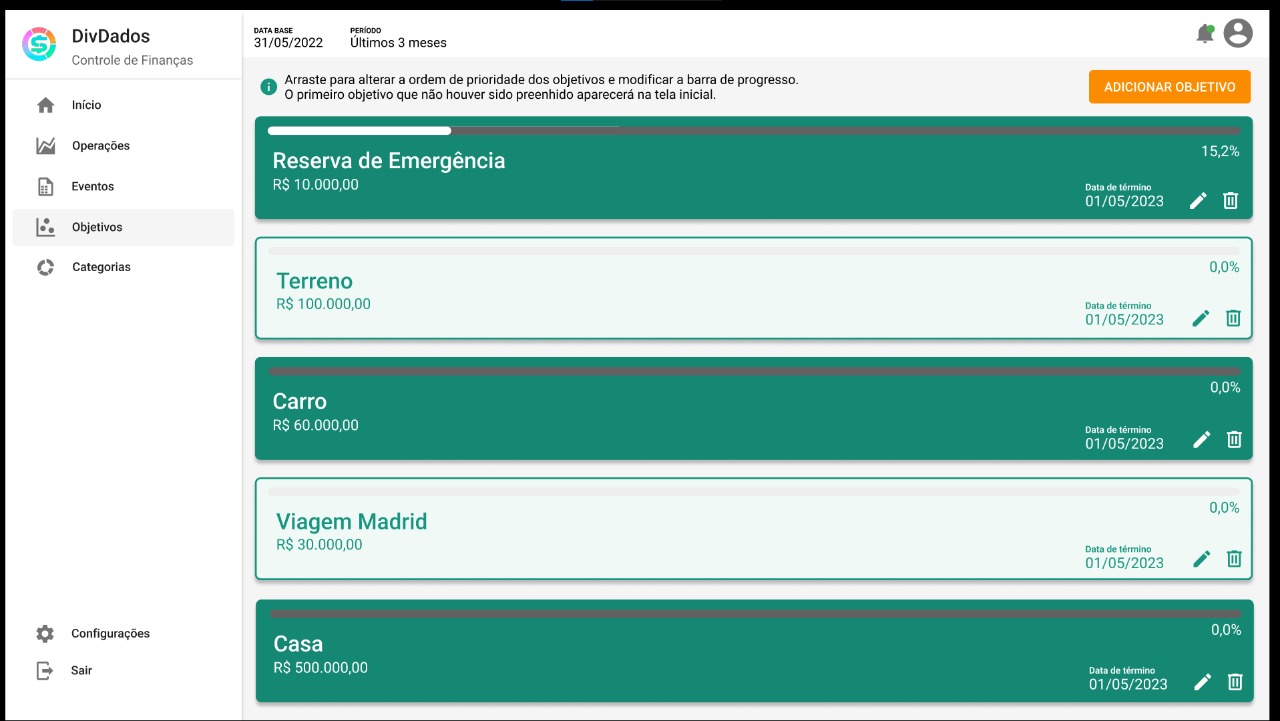 DivDados
Controle de Finanças
Início
Operações
Eventos
Objetivos
Categorias
Configurações
Sair
DATA BASE
31/05/2022
PERÍODO
Últimos 3 meses
Arraste para alterar a ordem de prioridade dos objetivos e modificar a barra de progresso.
O primeiro objetivo que não houver sido preenhido aparecerá na tela inicial.
ADICIONAR OBJETIVO
Reserva de Emergência
R$ 10.000,00
15,2%
Data de término
01/05/2023
Terreno
R$ 100.000,00
0,0%
Data de término
01/05/2023
Carro
R$ 60.000,00
0,0%
Data de término
01/05/2023
Viagem Madrid
R$ 30.000,00
0,0%
Data de término
01/05/2023
Casa
R$ 500.000,00
0,0%
Data de término
01/05/2023